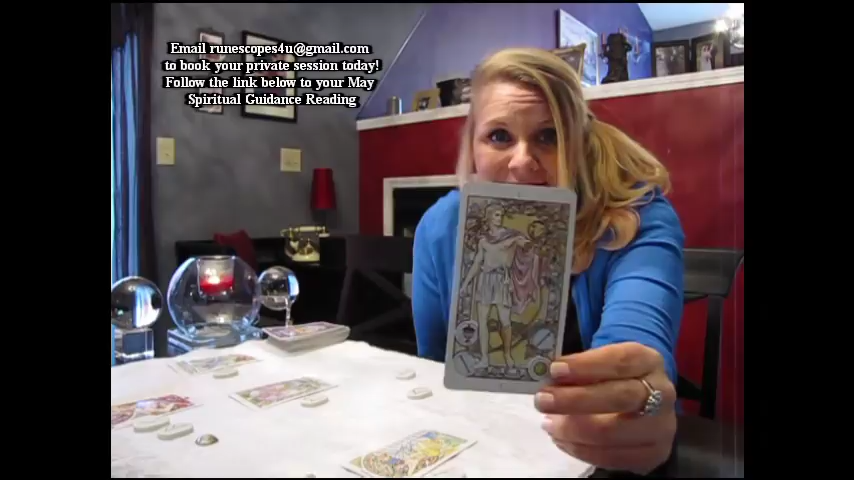 Email runescopes4u@gmail.com
to book your private session today!
Follow the link below to your May
Spiritual Guidance Reading